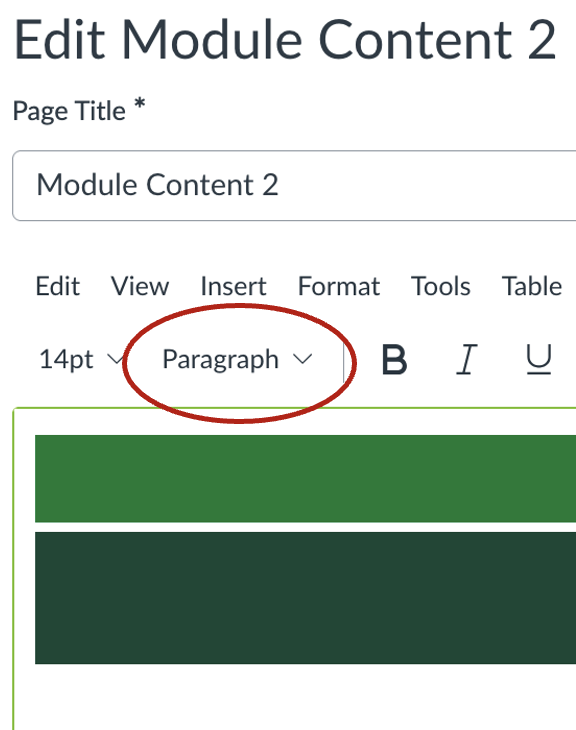 Edit Module Content 2
Page Title *
Module Content 2
Edit View Insert Format Tools Table
14pt Paragraph B I U